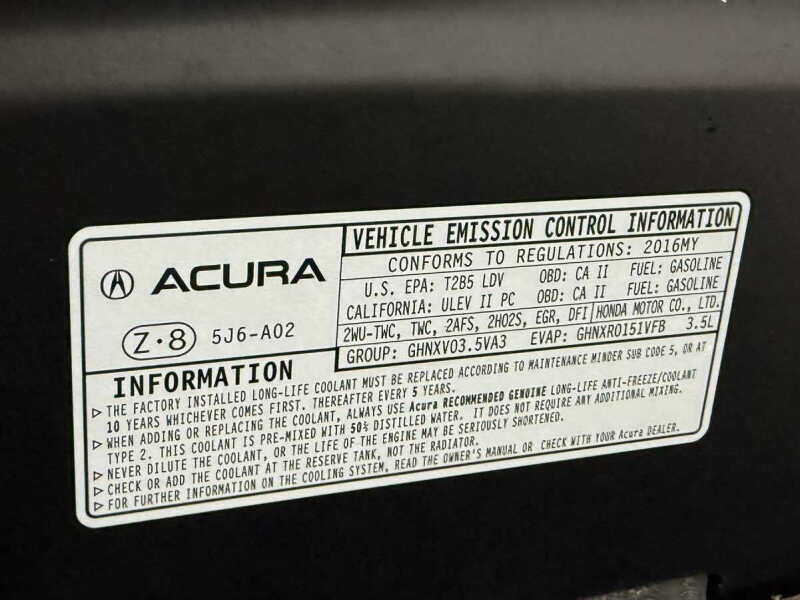 ACURA
Z•8 5J6-A02
VEHICLE EMISSION CONTROL INFORMATION
CONFORMS TO REGULATIONS: 2016MY
U.S. EPA: T2B5 LDV OBD: CA II FUEL: GASOLINE
CALIFORNIA: ULEV II PC OBD: CA II FUEL: GASOLINE
2WU-TWC, TWC, 2AFS, 2HO2S, EGR, DFI HONDA MOTOR CO., LTD.
GROUP: GHNXV03.5VA3 EVAP: GHNXR0151VFB 3.5L
INFORMATION
▷ THE FACTORY INSTALLED LONG-LIFE COOLANT MUST BE REPLACED ACCORDING TO MAINTENANCE MINDER SUB CODE 5, OR AT
10 YEARS WHICHEVER COMES FIRST. THEREAFTER EVERY 5 YEARS.
▷ WHEN ADDING OR REPLACING THE COOLANT, ALWAYS USE Acura RECOMMENDED GENUINE LONG-LIFE ANTI-FREEZE/COOLANT
TYPE 2. THIS COOLANT IS PRE-MIXED WITH 50% DISTILLED WATER. IT DOES NOT REQUIRE ANY ADDITIONAL MIXING.
▷ NEVER DILUTE THE COOLANT, OR THE LIFE OF THE ENGINE MAY BE SERIOUSLY SHORTENED.
▷ CHECK OR ADD THE COOLANT AT THE RESERVE TANK, NOT THE RADIATOR.
▷ FOR FURTHER INFORMATION ON THE COOLING SYSTEM, READ THE OWNER'S MANUAL OR CHECK WITH YOUR Acura DEALER.